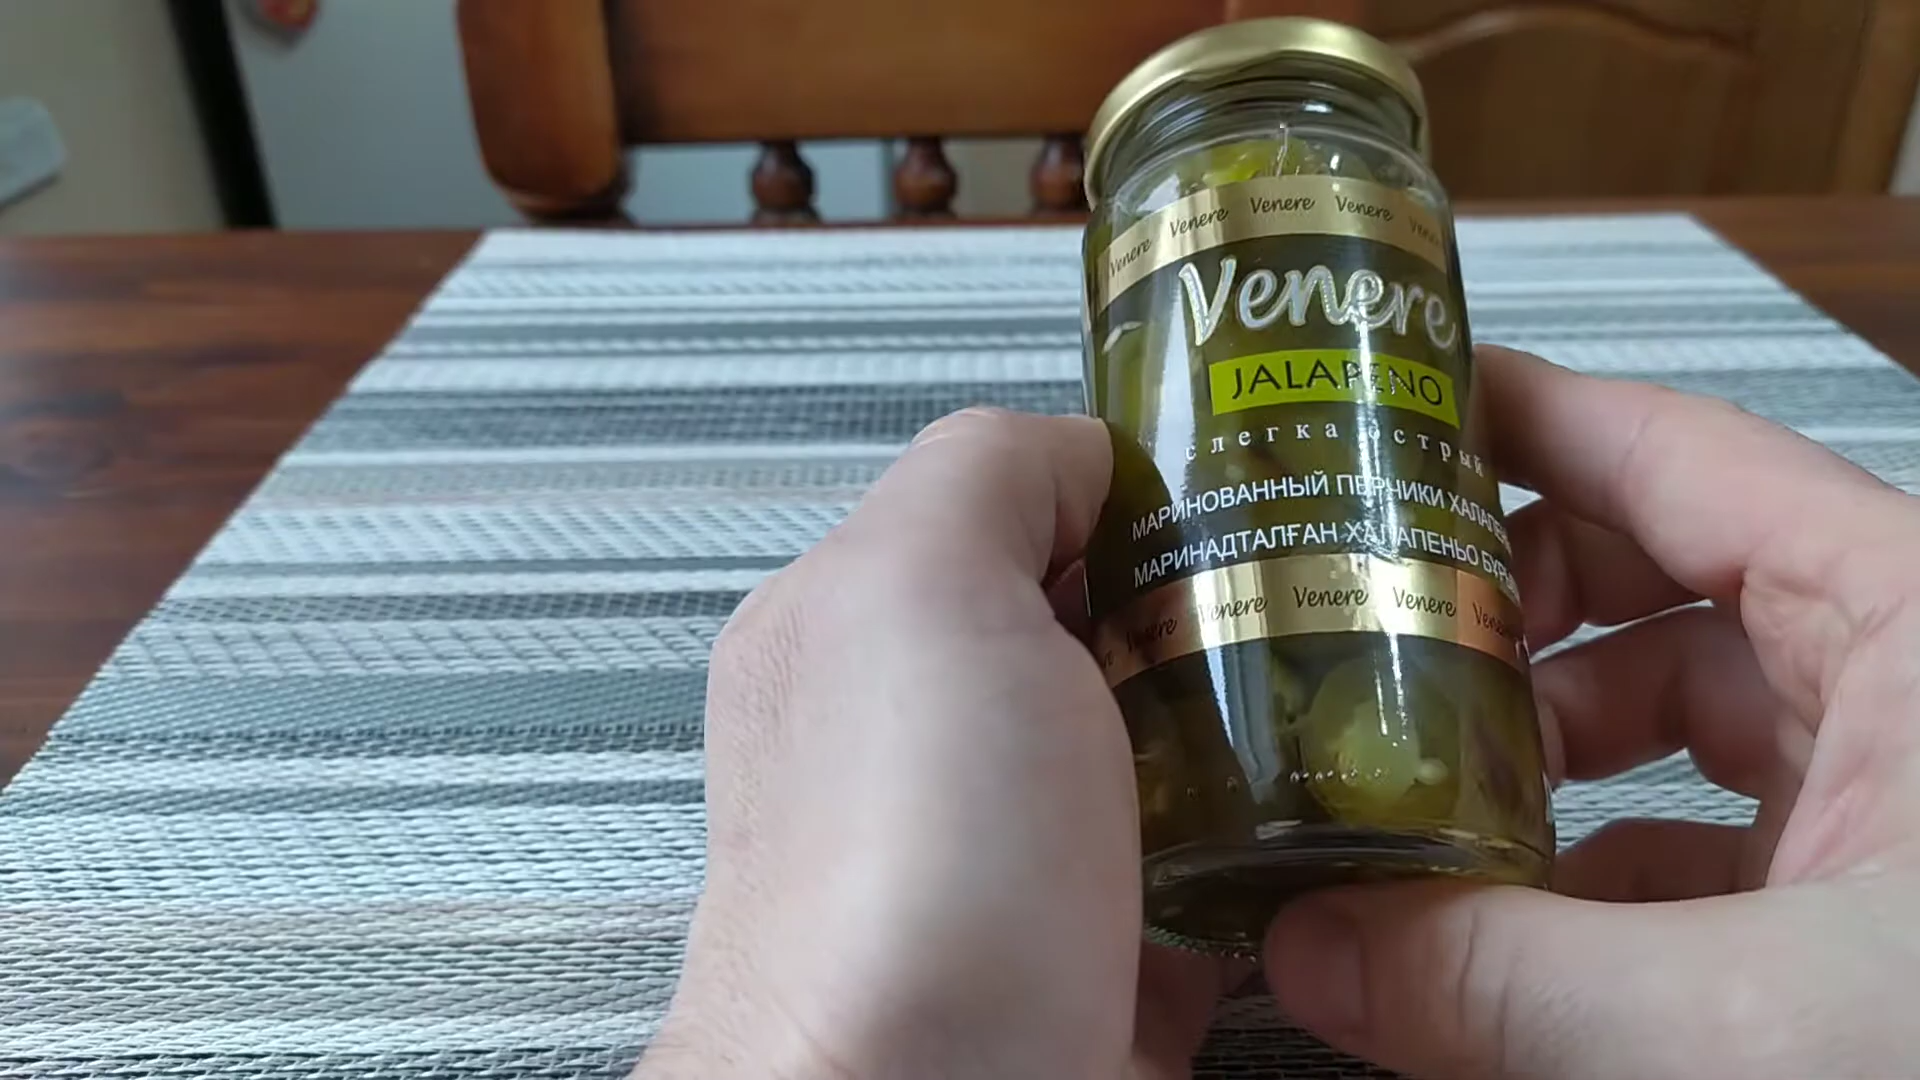 Venere Venere Venere
Venere
JALAPENO
слегка острый
МАРИНОВАННЫЙ ПЕРЧИКИ
МАРИНАДТАЛҒАН ХАЛАПЕНЬО
Venere Venere Venere Venere